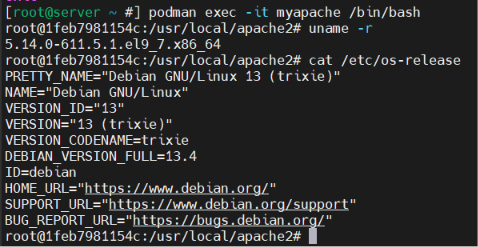 [root@server ~ #] podman exec -it myapache /bin/bash
root@1feb7981154c:/usr/local/apache2# uname -r
5.14.0-611.5.1.el9_7.x86_64
root@1feb7981154c:/usr/local/apache2# cat /etc/os-release
PRETTY_NAME="Debian GNU/Linux 13 (trixie)"
NAME="Debian GNU/Linux"
VERSION_ID="13"
VERSION="13 (trixie)"
VERSION_CODENAME=trixie
DEBIAN_VERSION_FULL=13.4
ID=debian
HOME_URL="https://www.debian.org/"
SUPPORT_URL="https://www.debian.org/support"
BUG_REPORT_URL="https://bugs.debian.org/"
root@1feb7981154c:/usr/local/apache2#